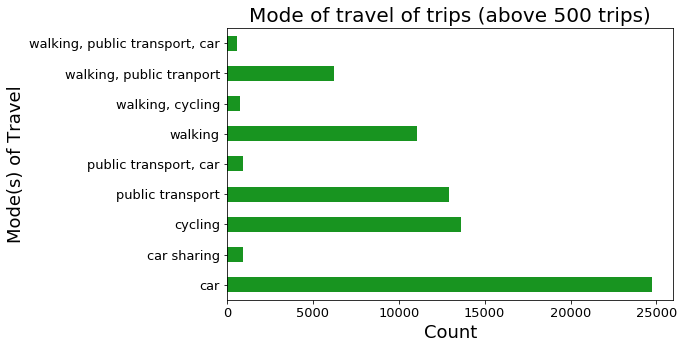 Mode of travel of trips (above 500 trips)
Mode(s) of Travel
walking, public transport, car
walking, public tranport
walking, cycling
walking
public transport, car
public transport
cycling
car sharing
car
0 5000 10000 15000 20000 25000
Count